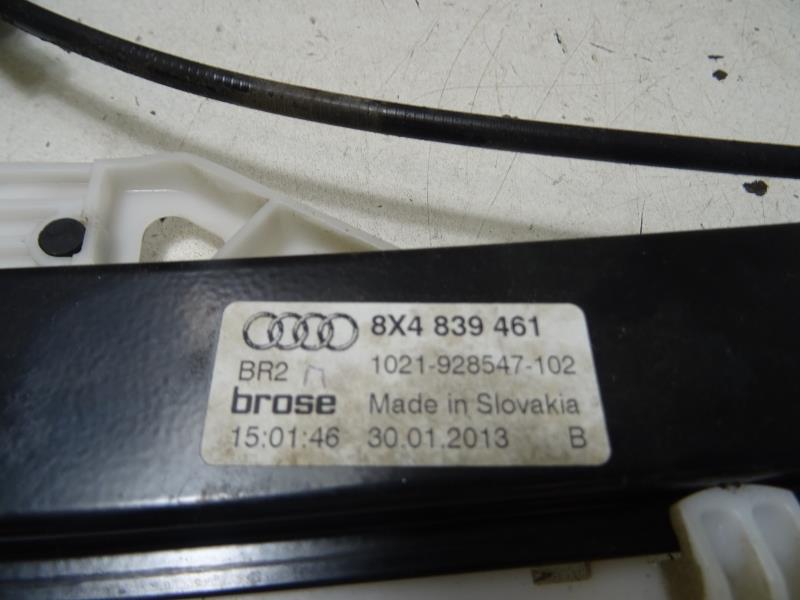 8X4 839 461
BR2 1021-928547-102
brose Made in Slovakia
15:01:46 30.01.2013 B